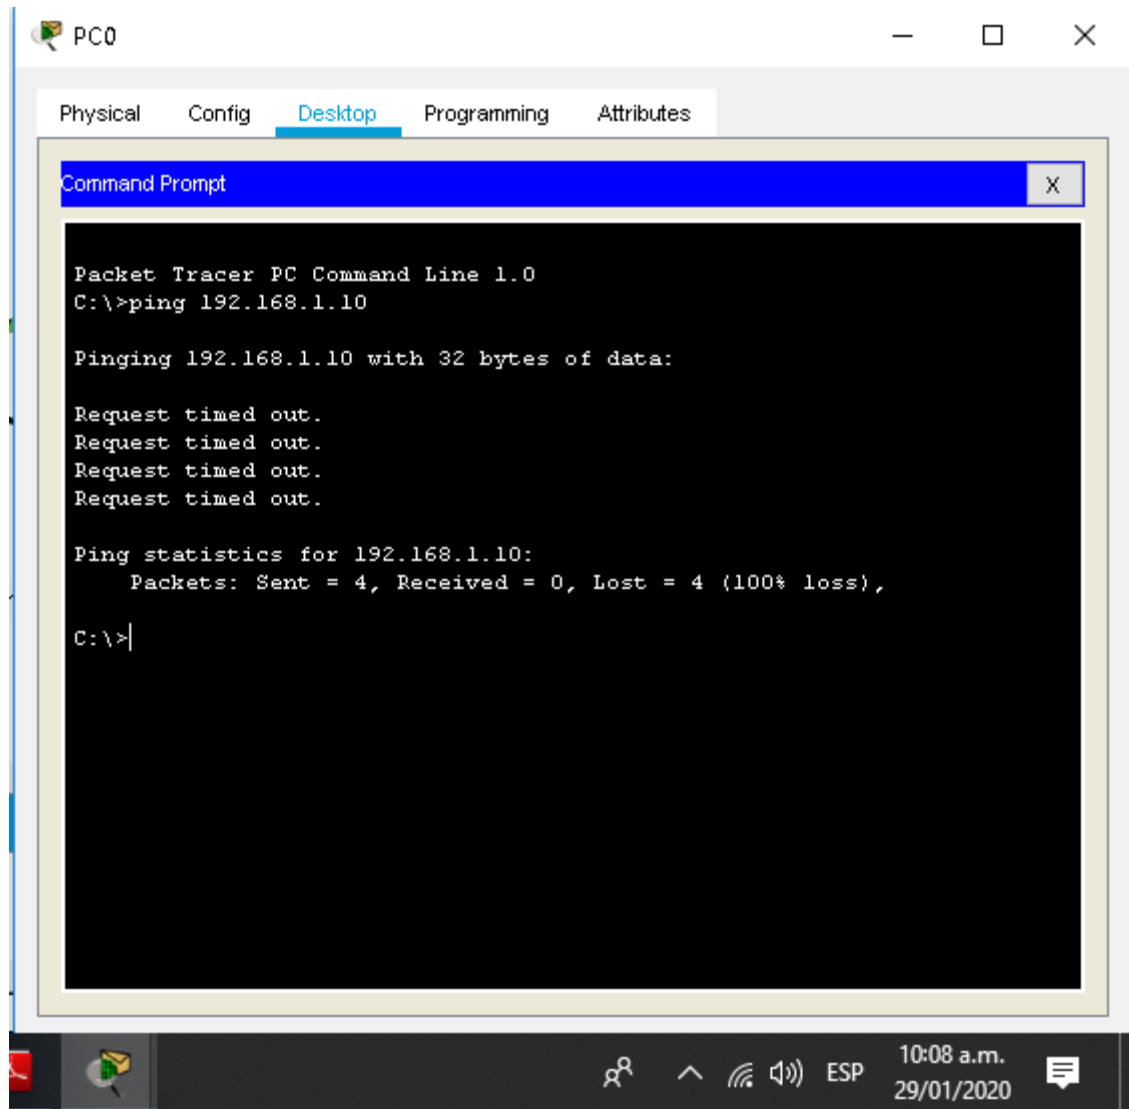 PC0
Physical Config Desktop Programming Attributes
Command Prompt X
Packet Tracer PC Command Line 1.0
C:\>ping 192.168.1.10
Pinging 192.168.1.10 with 32 bytes of data:
Request timed out.
Request timed out.
Request timed out.
Request timed out.
Ping statistics for 192.168.1.10:
Packets: Sent = 4, Received = 0, Lost = 4 (100% loss),
C:\>
ESP
10:08 a.m.
29/01/2020